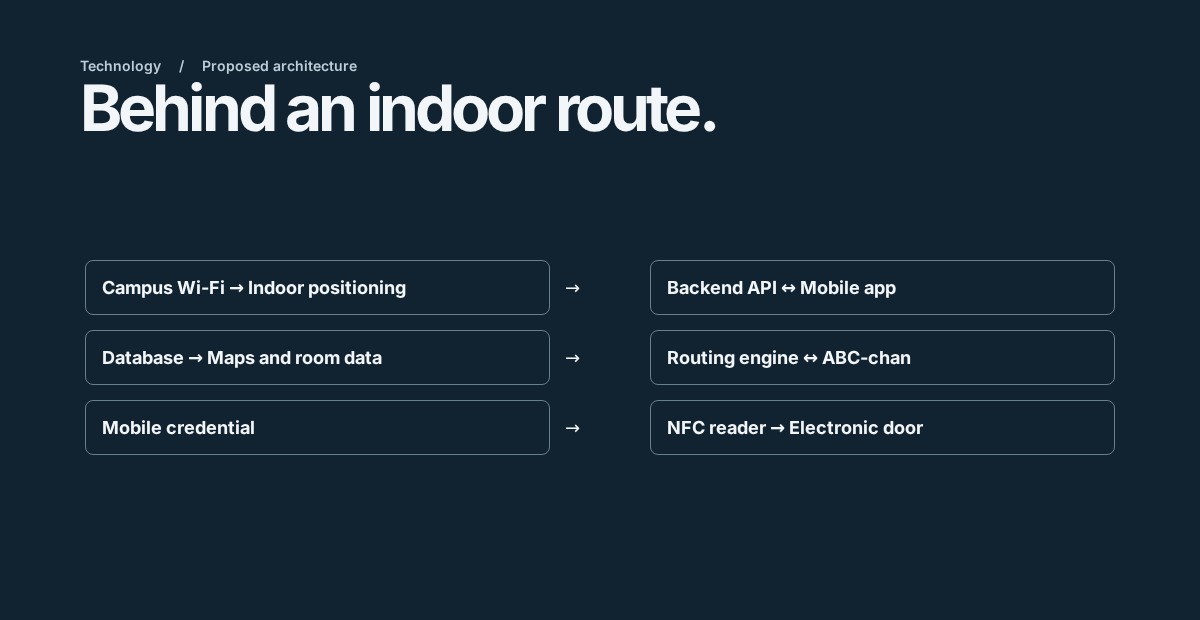 Technology / Proposed architecture
Behind an indoor route.
Campus Wi-Fi → Indoor positioning → Backend API ↔ Mobile app
Database → Maps and room data → Routing engine ↔ ABC-chan
Mobile credential → NFC reader → Electronic door